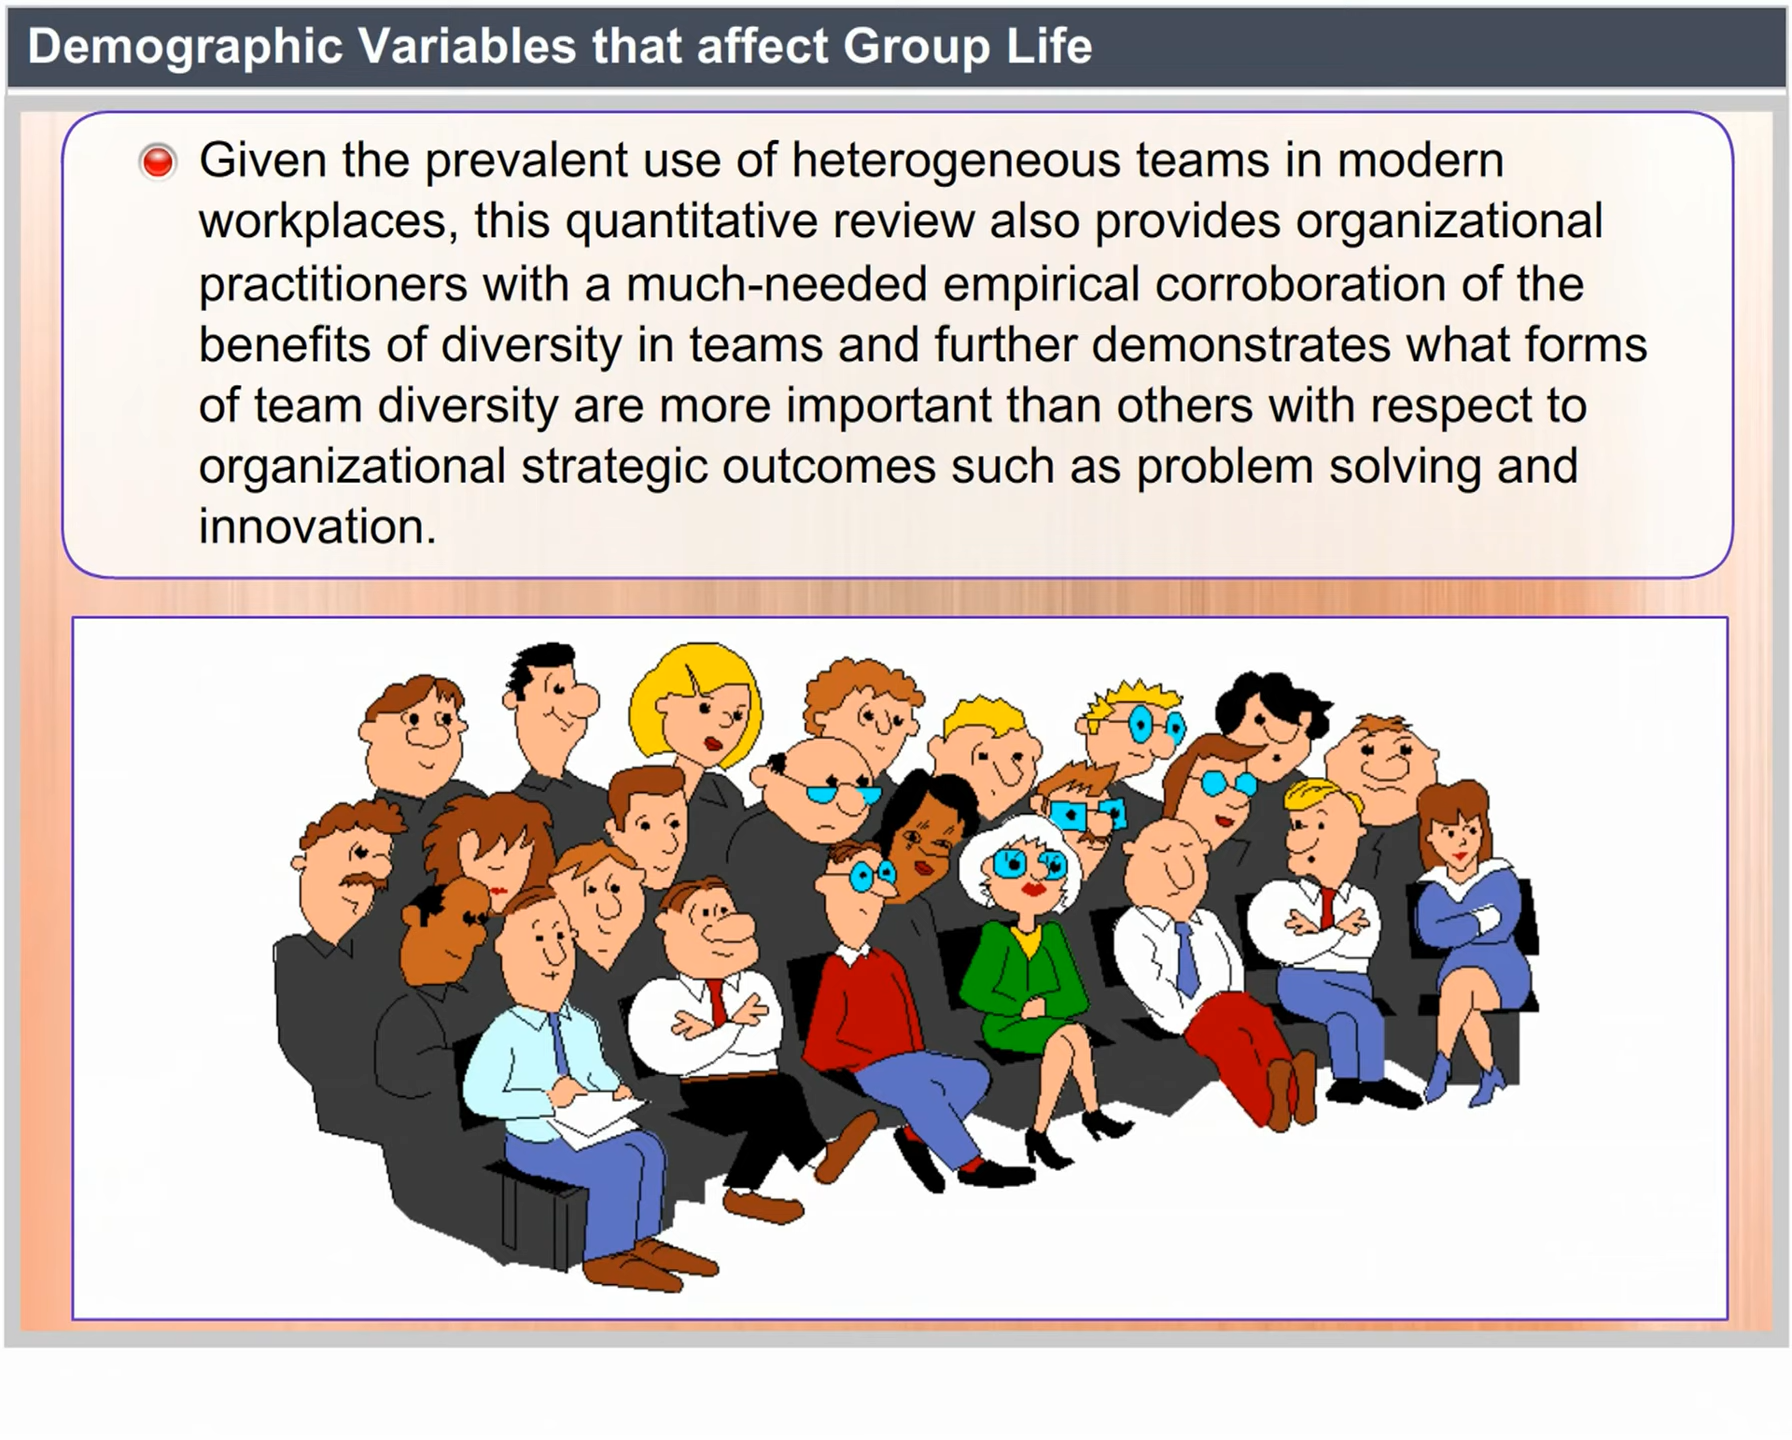 Demographic Variables that affect Group Life
Given the prevalent use of heterogeneous teams in modern
workplaces, this quantitative review also provides organizational
practitioners with a much-needed empirical corroboration of the
benefits of diversity in teams and further demonstrates what forms
of team diversity are more important than others with respect to
organizational strategic outcomes such as problem solving and
innovation.